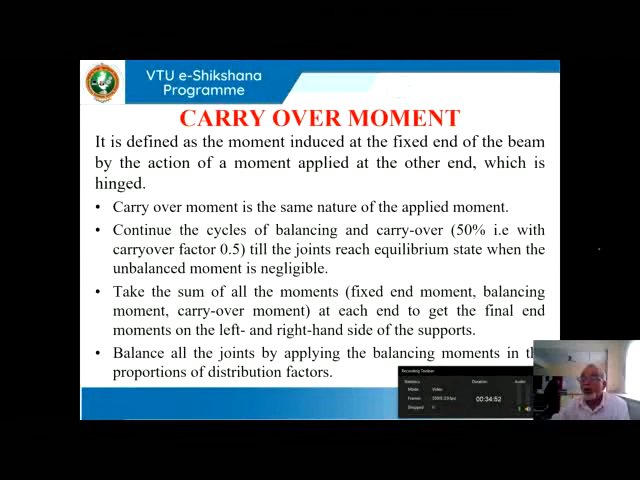 VTU e-Shikshana
Programme
CARRY OVER MOMENT
It is defined as the moment induced at the fixed end of the beam
by the action of a moment applied at the other end, which is
hinged.
• Carry over moment is the same nature of the applied moment.
• Continue the cycles of balancing and carry-over (50% i.e with
carryover factor 0.5) till the joints reach equilibrium state when the
unbalanced moment is negligible.
• Take the sum of all the moments (fixed end moment, balancing
moment, carry-over moment) at each end to get the final end
moments on the left- and right-hand side of the supports.
• Balance all the joints by applying the balancing moments in
proportions of distribution factors.
Recording Toolbar
Statistics Duration: Audio
Mode: Video
Frames: 00:34:52
Dropped: 0